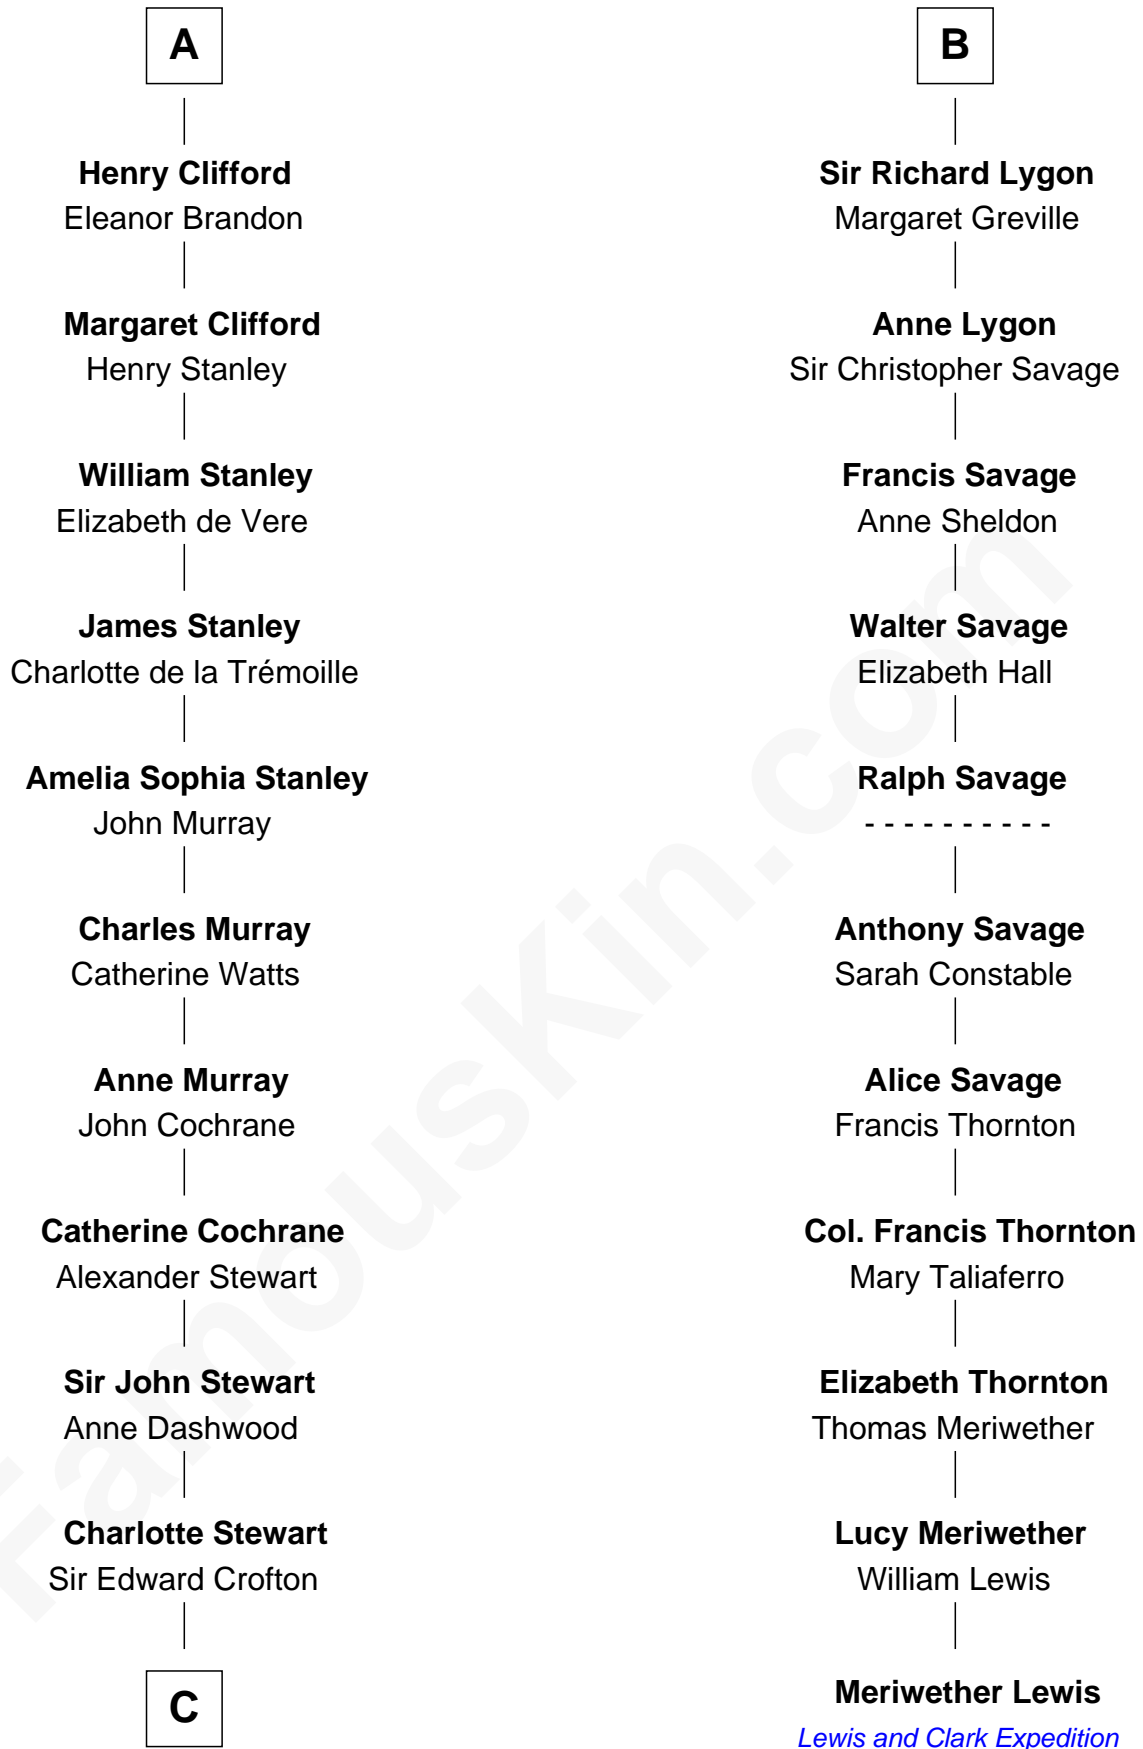 A
Henry Clifford
Eleanor Brandon
Margaret Clifford
Henry Stanley
William Stanley
Elizabeth de Vere
James Stanley
Charlotte de la Trémoille
Amelia Sophia Stanley
John Murray
Charles Murray
Catherine Watts
Anne Murray
John Cochrane
Catherine Cochrane
Alexander Stewart
Sir John Stewart
Anne Dashwood
Charlotte Stewart
Sir Edward Crofton
C
B
Sir Richard Lygon
Margaret Greville
Anne Lygon
Sir Christopher Savage
Francis Savage
Anne Sheldon
Walter Savage
Elizabeth Hall
Ralph Savage
- - - - - - - - - -
Anthony Savage
Sarah Constable
Alice Savage
Francis Thornton
Col. Francis Thornton
Mary Taliaferro
Elizabeth Thornton
Thomas Meriwether
Lucy Meriwether
William Lewis
Meriwether Lewis
Lewis and Clark Expedition
FamousKin.com